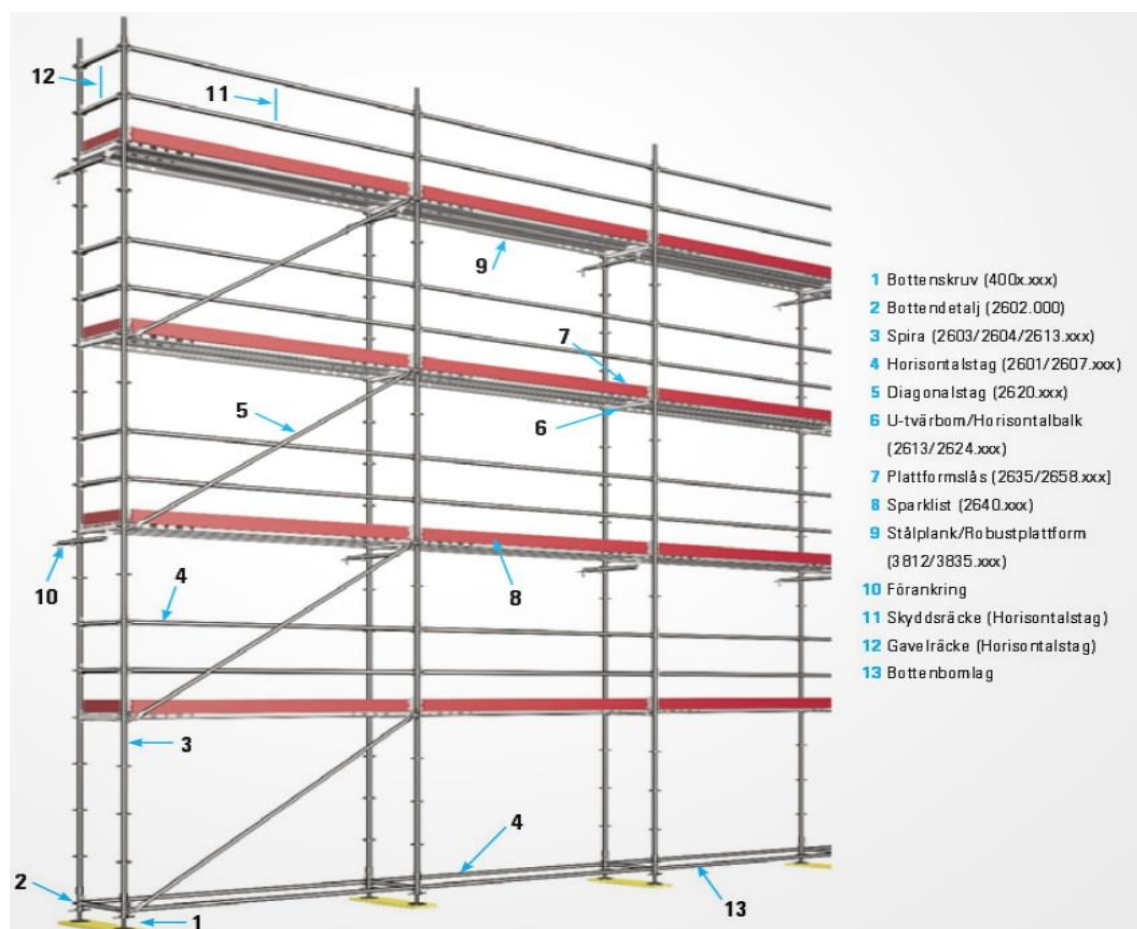 12
11
9
7
5
6
10
4
8
3
4
2
1
13
1 Bottenskruv (400x.xxx)
2 Bottendetalj (2602.000)
3 Spira (2603/2604/2613.xxx)
4 Horisontalstag (2601/2607.xxx)
5 Diagonalstag (2620.xxx)
6 U-tvärbom/Horisontalbalk
(2613/2624.xxx)
7 Plattformslås (2635/2658.xxx]
8 Sparklist (2640.xxx)
9 Stålplank/Robustplattform
(3812/3835.xxx)
10 Förankring
11 Skyddsräcke (Horisontalstag)
12 Gavelräcke (Horisontalstag)
13 Bottenbomlag